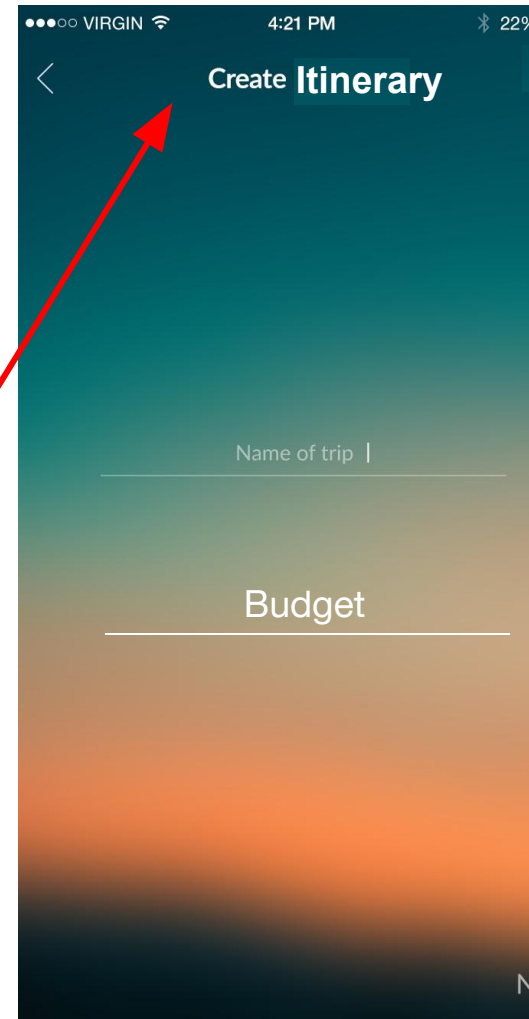 VIRGIN 4:21 PM 22%
Create Itinerary
Name of trip
Budget
N